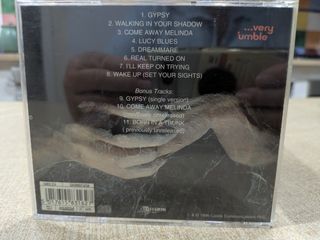 ...very
'umble
1. GYPSY
2. WALKING IN YOUR SHADOW
3. COME AWAY MELINDA
4. LUCY BLUES
5. DREAMMARE
6. REAL TURNED ON
7. I'LL KEEP ON TRYING
8. WAKE UP (SET YOUR SIGHTS)
Bonus Tracks:
9. GYPSY (single version)
10. COME AWAY MELINDA
(previously unreleased)
11. BORN IN A TRUNK
(previously unreleased)